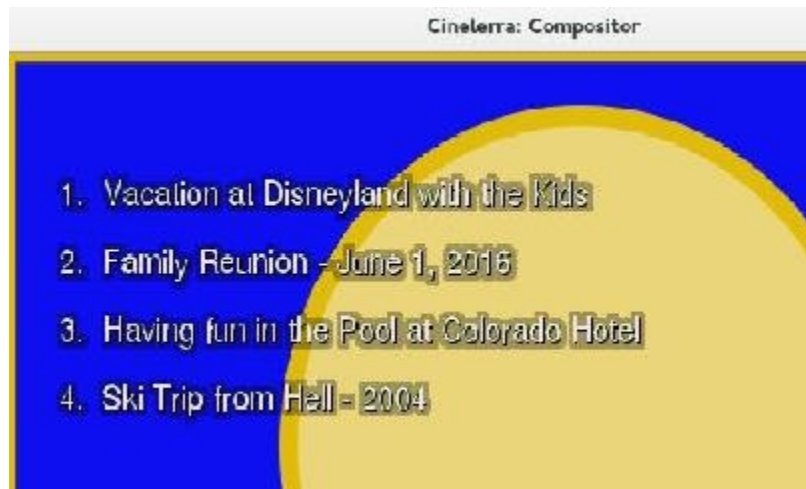 Cinelerra: Compositor
1. Vacation at Disneyland with the Kids
2. Family Reunion - June 1, 2016
3. Having fun in the Pool at Colorado Hotel
4. Ski Trip from Hell - 2004